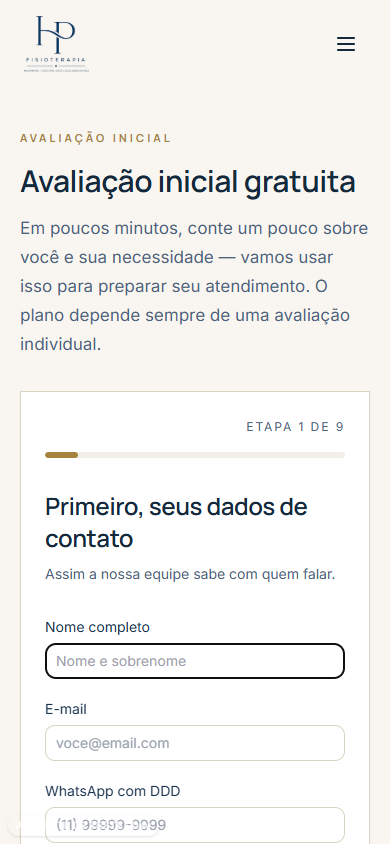 HP
FISIOTERAPIA
AVALIAÇÃO INICIAL
Avaliação inicial gratuita
Em poucos minutos, conte um pouco sobre
você e sua necessidade — vamos usar
isso para preparar seu atendimento. O
plano depende sempre de uma avaliação
individual.
ETAPA 1 DE 9
Primeiro, seus dados de
contato
Assim a nossa equipe sabe com quem falar.
Nome completo
Nome e sobrenome
E-mail
voce@email.com
WhatsApp com DDD
(11) 99999-9999